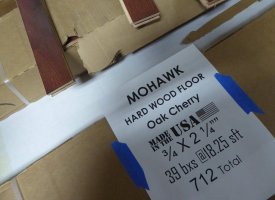 MOHAWK
HARD WOOD FLOOR
Oak Cherry
MADE IN THE USA
3/4 X 2 1/4"
39 bxs @18.25 sft
712 Total